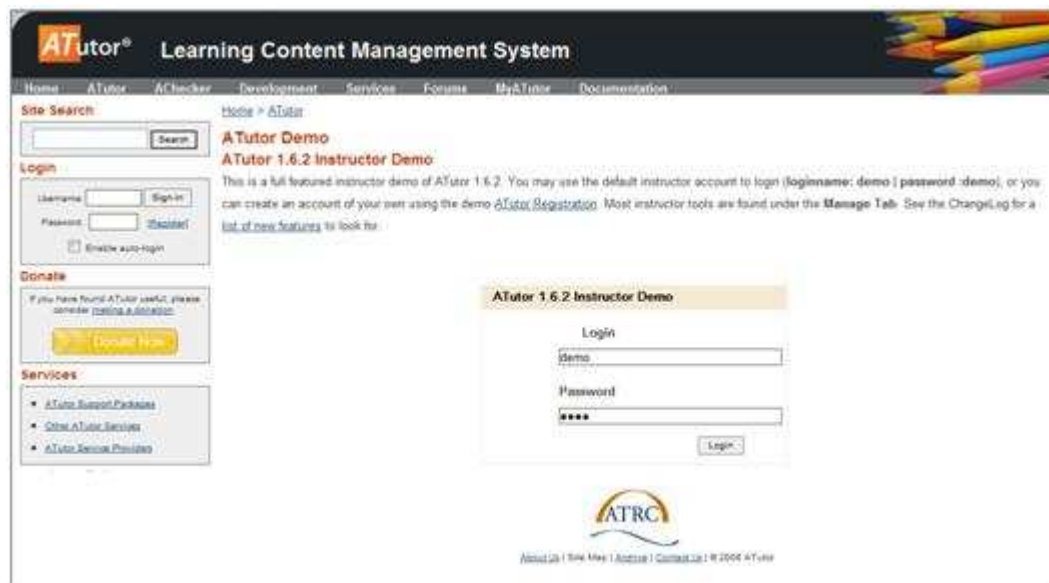 ATutor® Learning Content Management System
Home ATutor AChecker Development Services Forums MyATutor Documentation
Site Search
Search
Login
Username Sign-in
Password (Register)
Enable auto-login
Donate
If you have found ATutor useful, please
consider making a donation.
Donate Now
Services
ATutor Support Packages
Other ATutor Services
ATutor Service Providers
Home > ATutor
ATutor Demo
ATutor 1.6.2 Instructor Demo
This is a full featured instructor demo of ATutor 1.6.2. You may use the default instructor account to login (loginname: demo | password :demo), or you
can create an account of your own using the demo ATutor Registration. Most instructor tools are found under the Manage Tab. See the ChangeLog for a
list of new features to look for.
ATutor 1.6.2 Instructor Demo
Login
demo
Password
••••
Login
ATRC
About Us | Site Map | Archive | Contact Us | © 2008 ATutor